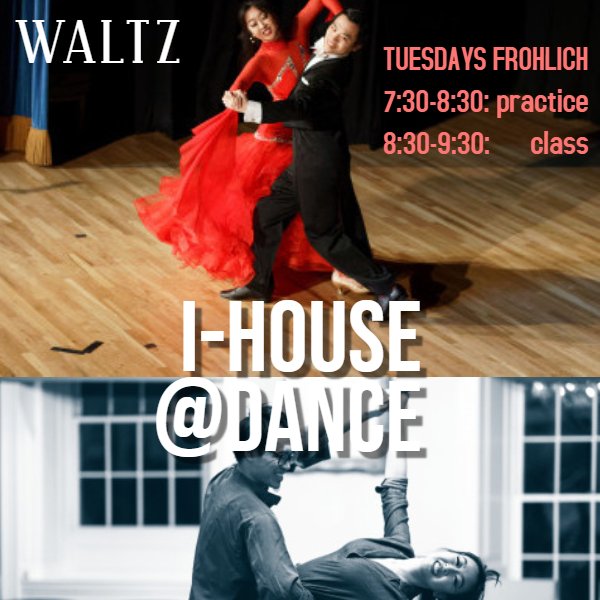 WALTZ
TUESDAYS FROHLICH
7:30-8:30: practice
8:30-9:30: class
I-HOUSE
@DANCE